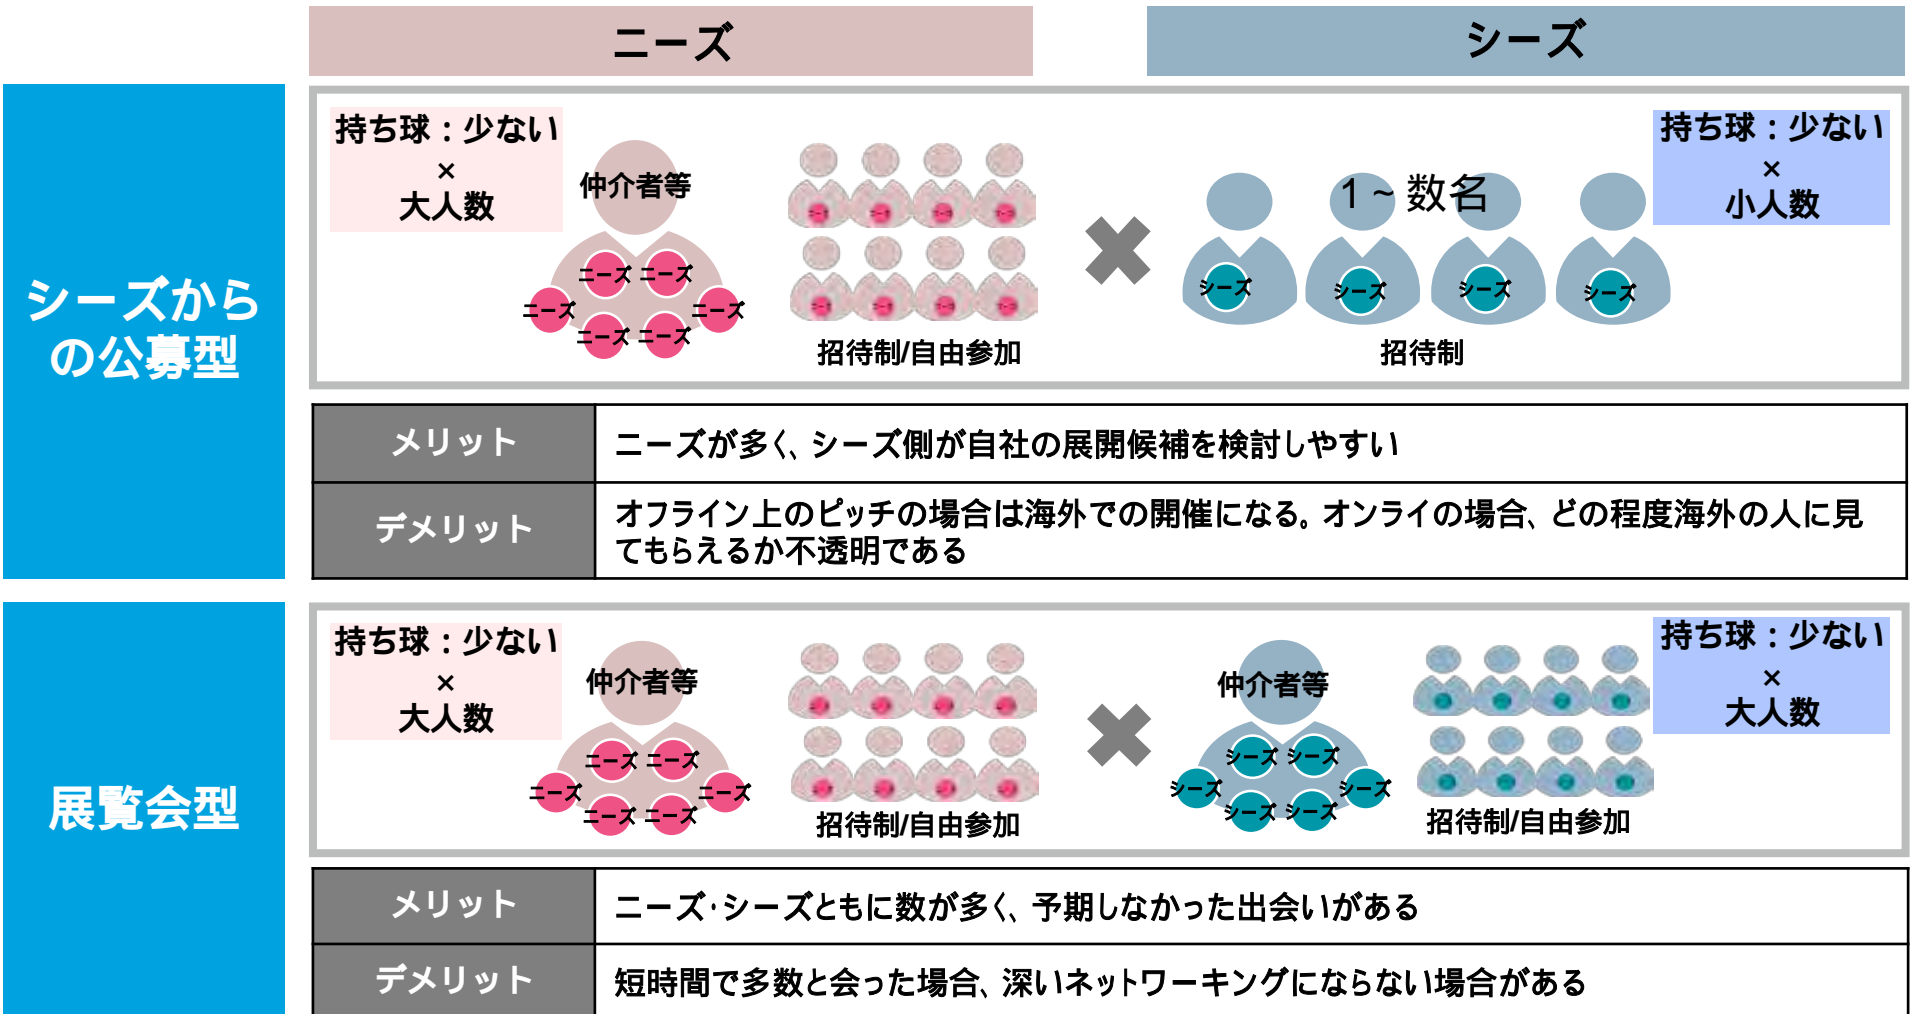 ニーズ
シーズ
シーズから
の公募型
持ち球：少ない
×
大人数
仲介者等
ニーズ ニーズ
ニーズ ニーズ
ニーズ ニーズ
招待制/自由参加
1～数名
シーズ シーズ シーズ シーズ
招待制
持ち球：少ない
×
小人数
メリット
ニーズが多く、シーズ側が自社の展開候補を検討しやすい
デメリット
オフライン上のピッチの場合は海外での開催になる。オンライの場合、どの程度海外の人に見
てもらえるか不透明である
展覧会型
持ち球：少ない
×
大人数
仲介者等
ニーズ ニーズ
ニーズ ニーズ
ニーズ ニーズ
招待制/自由参加
仲介者等
シーズ シーズ
シーズ シーズ
シーズ シーズ
招待制/自由参加
持ち球：少ない
×
大人数
メリット
ニーズ・シーズともに数が多く、予期しなかった出会いがある
デメリット
短時間で多数と会った場合、深いネットワーキングにならない場合がある